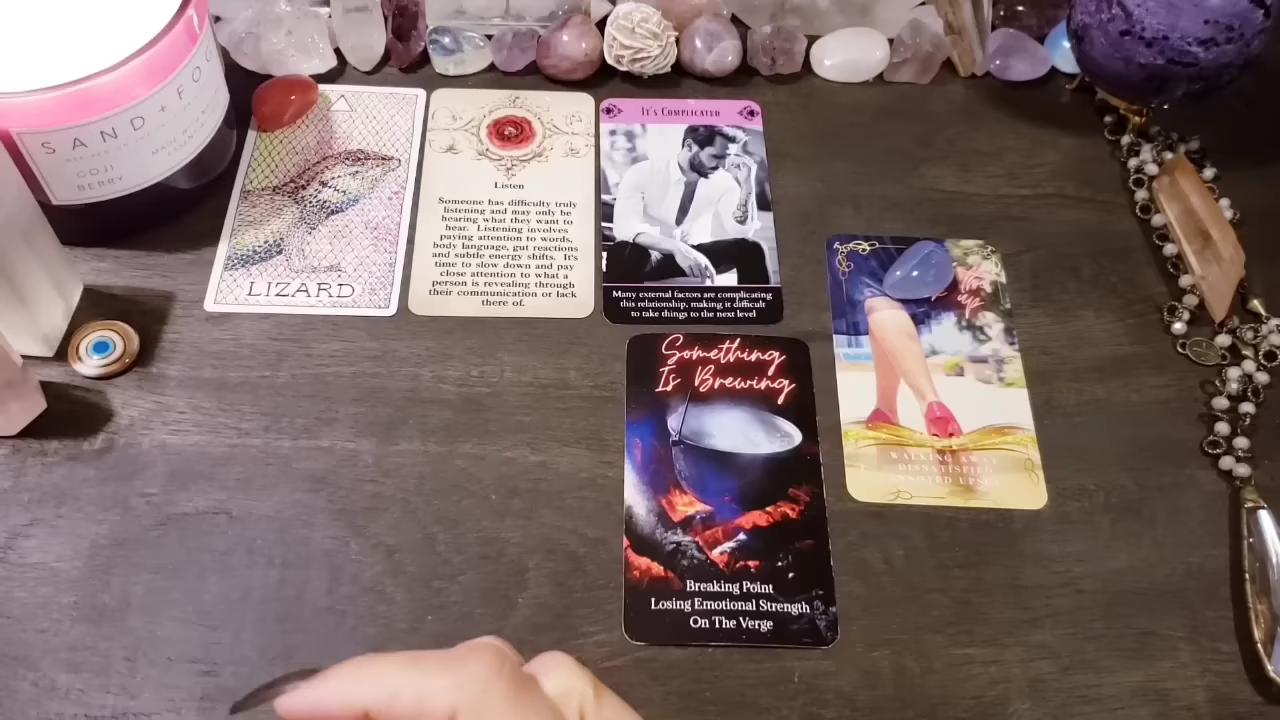 SAND + FOG
GOJI
BERRY
LIZARD
Listen
Someone has difficulty truly
listening and may only be
hearing what they want to
hear. Listening involves
paying attention to words,
body language, gut reactions
and subtle energy shifts. It's
time to slow down and pay
close attention to what a
person is revealing through
their communication or lack
there of.
It's Complicated
Many external factors are complicating
this relationship, making it difficult
to take things to the next level
up
WALKING AWAY
DISSATISFIED
ANNOYED UPSET
Something
Is Brewing
Breaking Point
Losing Emotional Strength
On The Verge